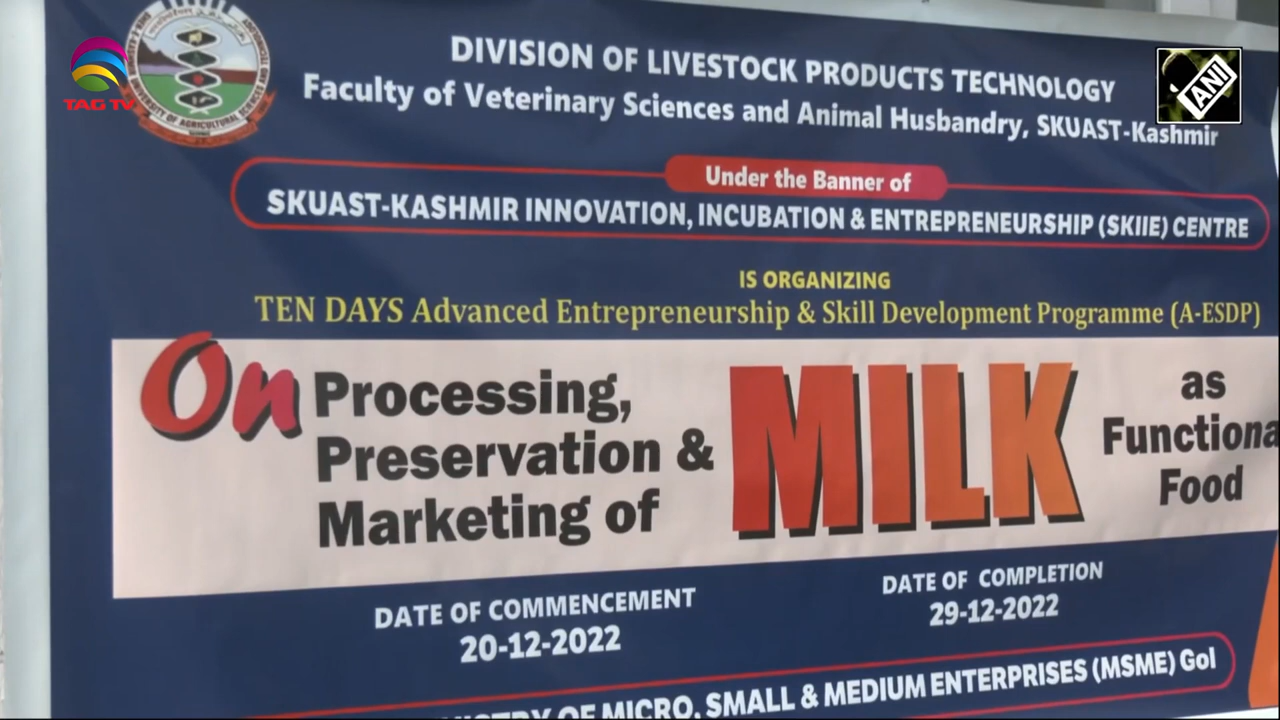 TAG TV
ANI
DIVISION OF LIVESTOCK PRODUCTS TECHNOLOGY
Faculty of Veterinary Sciences and Animal Husbandry, SKUAST-Kashmir
Under the Banner of
SKUAST-KASHMIR INNOVATION, INCUBATION & ENTREPRENEURSHIP (SKIIE) CENTRE
IS ORGANIZING
TEN DAYS Advanced Entrepreneurship & Skill Development Programme (A-ESDP)
On Processing,
Preservation &
Marketing of
MILK
as
Functiona
Food
DATE OF COMMENCEMENT
20-12-2022
DATE OF COMPLETION
29-12-2022
OF MICRO, SMALL & MEDIUM ENTERPRISES (MSME) GoI